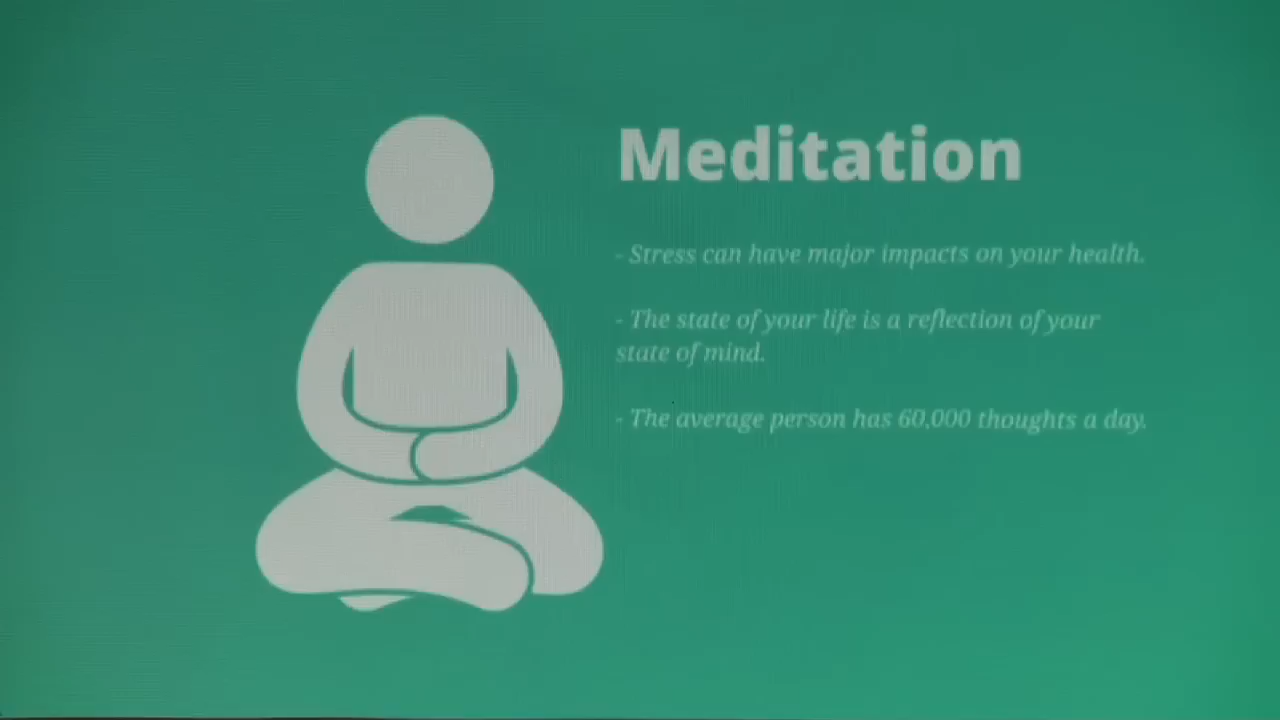 Meditation
- Stress can have major impacts on your health.
- The state of your life is a reflection of your
state of mind.
- The average person has 60,000 thoughts a day.